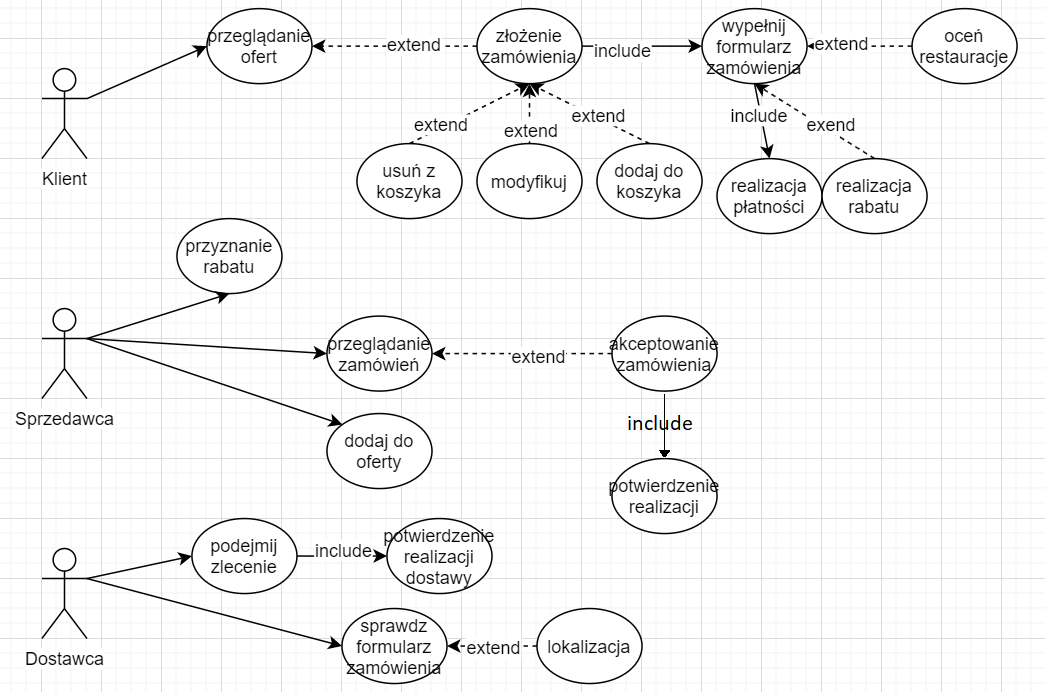 przeglądanie
ofert
extend
złożenie
zamówienia
include
wypełnij
formularz
zamówienia
extend
oceń
restauracje
extend
extend
extend
include
exend
usuń z
koszyka
modyfikuj
dodaj do
koszyka
realizacja
płatności
realizacja
rabatu
Klient
przyznanie
rabatu
przeglądanie
zamówień
extend
akceptowanie
zamówienia
Sprzedawca
include
dodaj do
oferty
potwierdzenie
realizacji
podejmij
zlecenie
include
potwierdzenie
realizacji
dostawy
sprawdz
formularz
zamówienia
extend
lokalizacja
Dostawca